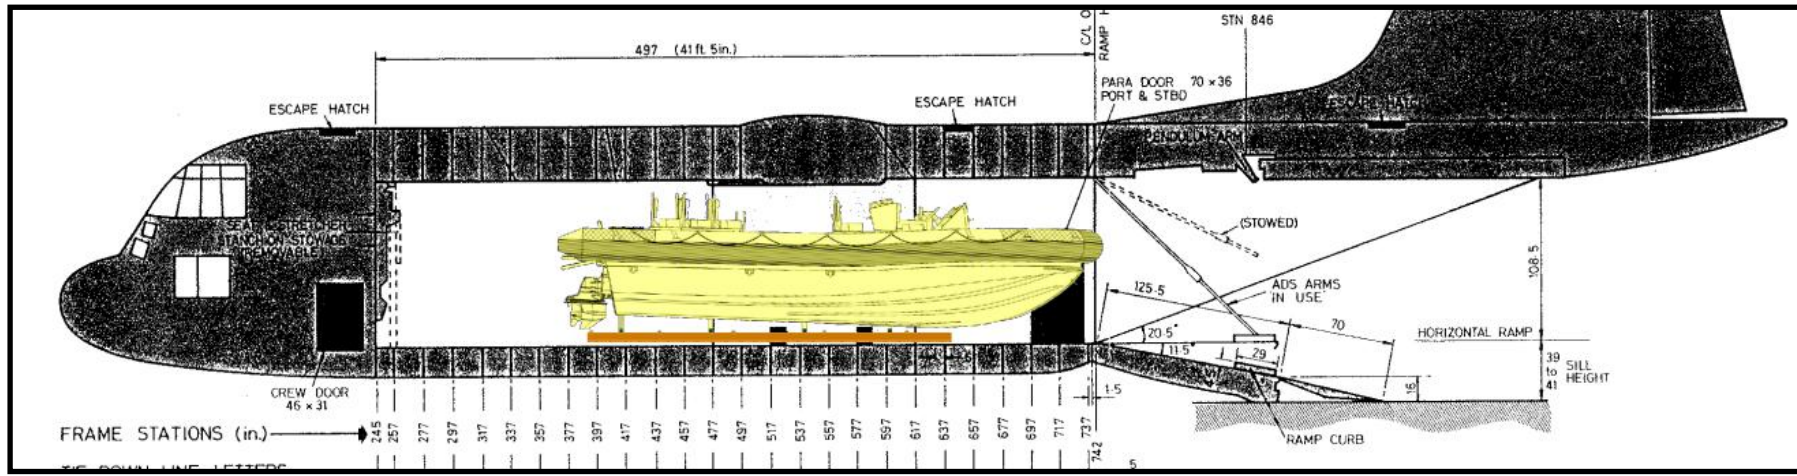 497 (41 ft. 5in.)
C/L O
RAMP H
STN 846
PARA DOOR 70 × 36
PORT & STBD
ESCAPE HATCH
ESCAPE HATCH
ESCAPE HATCH
PENDULUM ARM
SEAT & STRETCHER
STANCHION STOWAGE
(REMOVABLE)
(STOWED)
125·5
ADS ARMS
IN USE
70
108·5
20·5°
11·5°
HORIZONTAL RAMP
29
39
to
41
SILL
HEIGHT
16
1·5
CREW DOOR
46 × 31
RAMP CURB
FRAME STATIONS (in.)
245 257 277 297 317 337 357 377 397 417 437 457 477 497 517 537 557 577 597 617 637 657 677 697 717 737
742
TIE DOWN LINE LETTERS
5